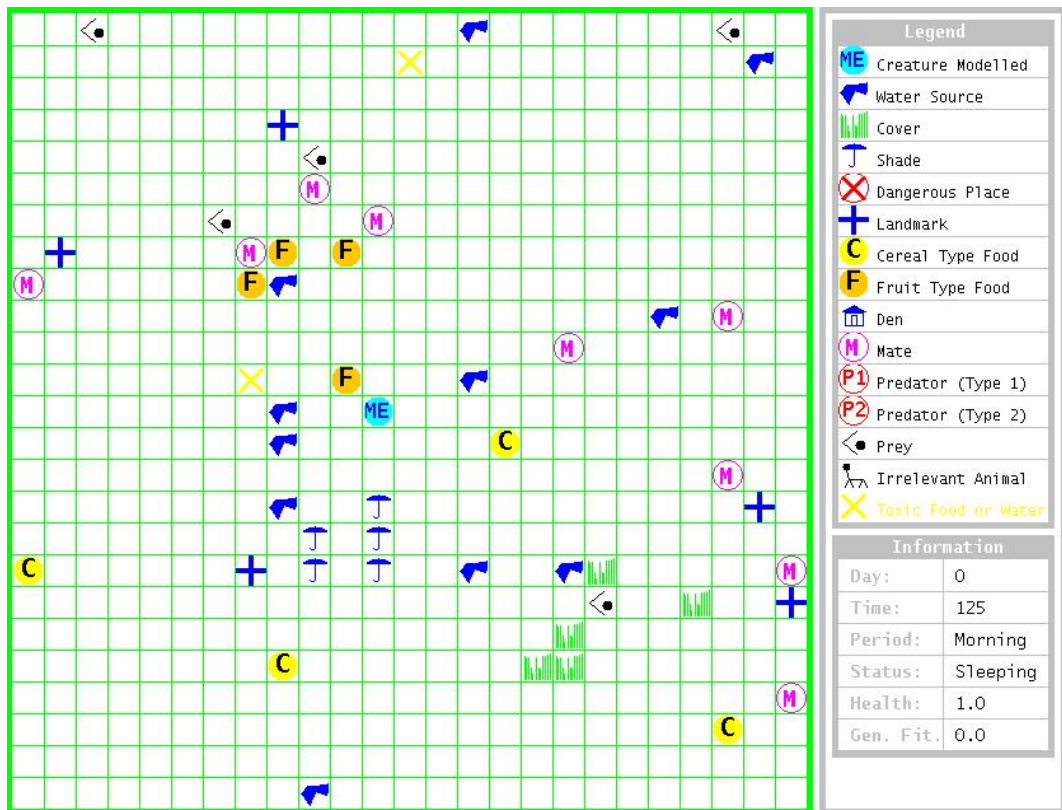 Legend
ME Creature Modelled
Water Source
Cover
Shade
Dangerous Place
Landmark
C Cereal Type Food
F Fruit Type Food
Den
M Mate
P1 Predator (Type 1)
P2 Predator (Type 2)
Prey
Irrelevant Animal
Toxic Food or Water
M
M
M F F
M
F
M
M
F
ME
C
M
C
M
C
M
C
Information
Day: 0
Time: 125
Period: Morning
Status: Sleeping
Health: 1.0
Gen. Fit. 0.0